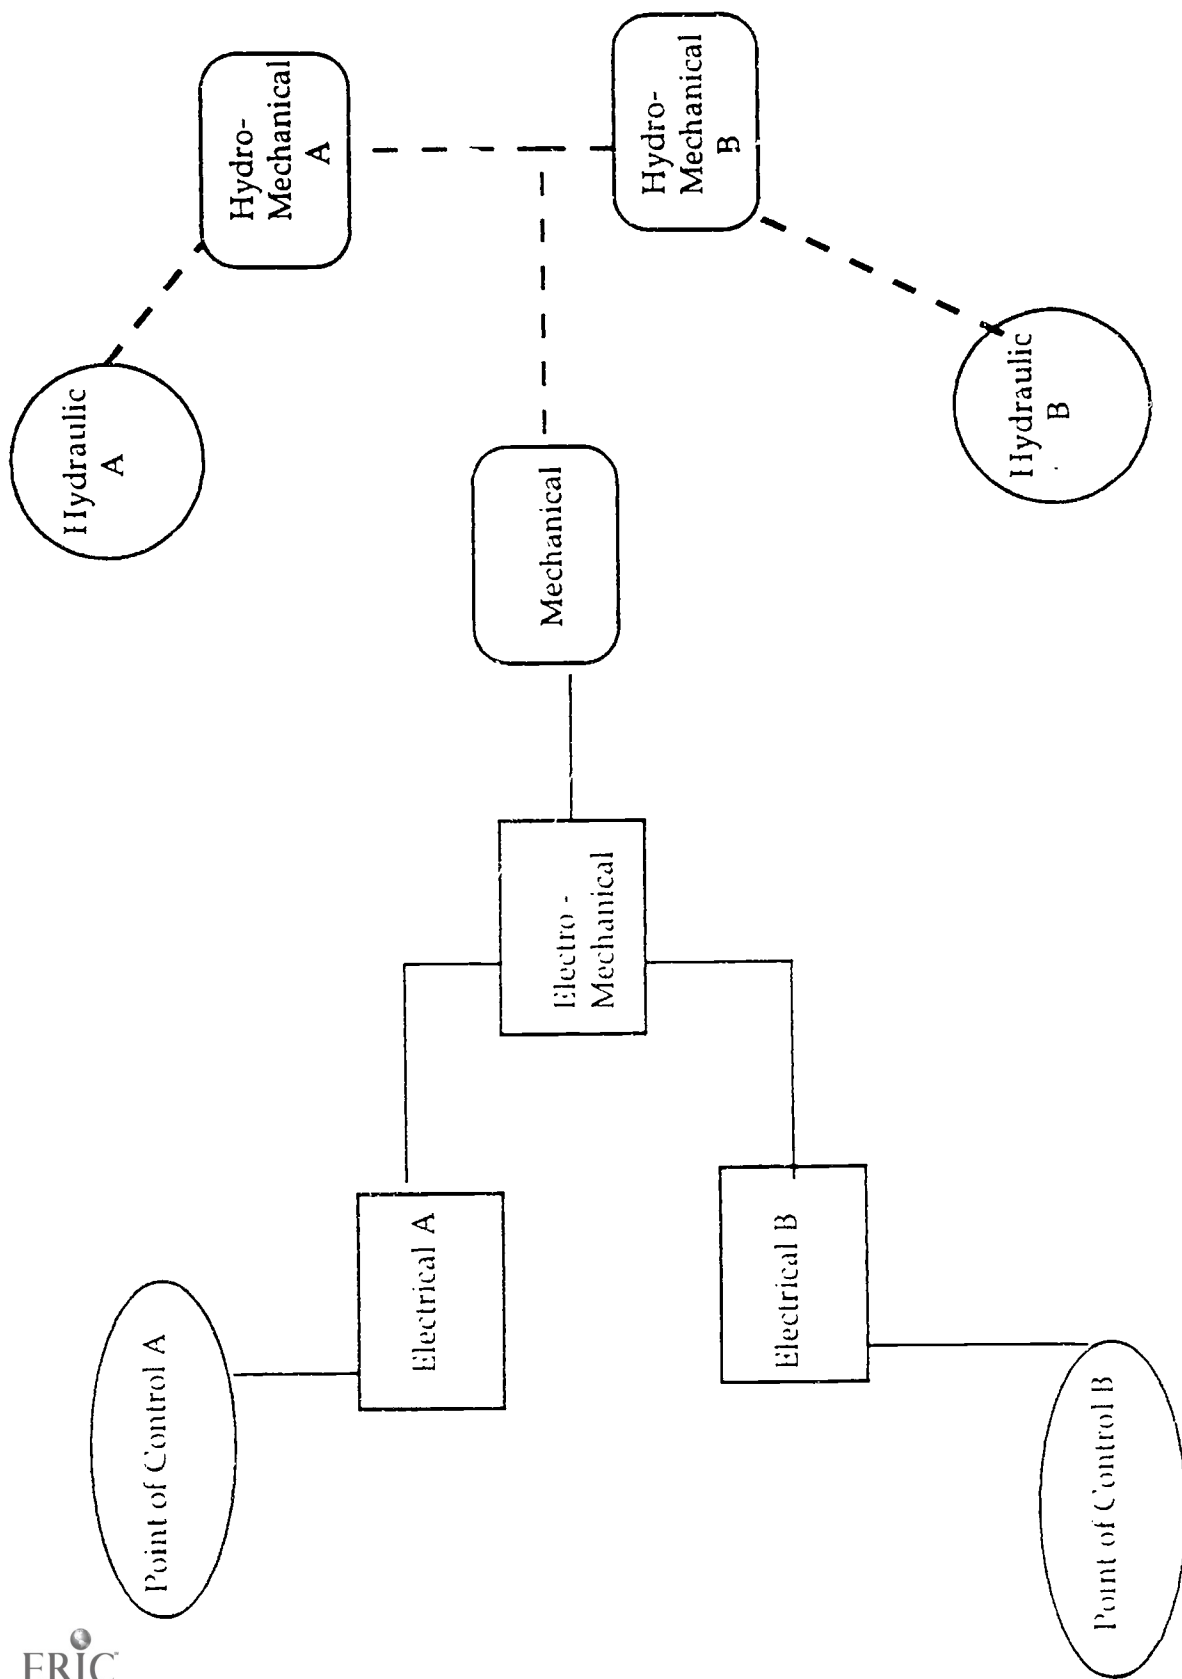 Point of Control A
Electrical A
Electro -
Mechanical
Mechanical
Hydraulic
A
Hydro-
Mechanical
A
Point of Control B
Electrical B
Hydraulic
B
Hydro-
Mechanical
B
ERIC